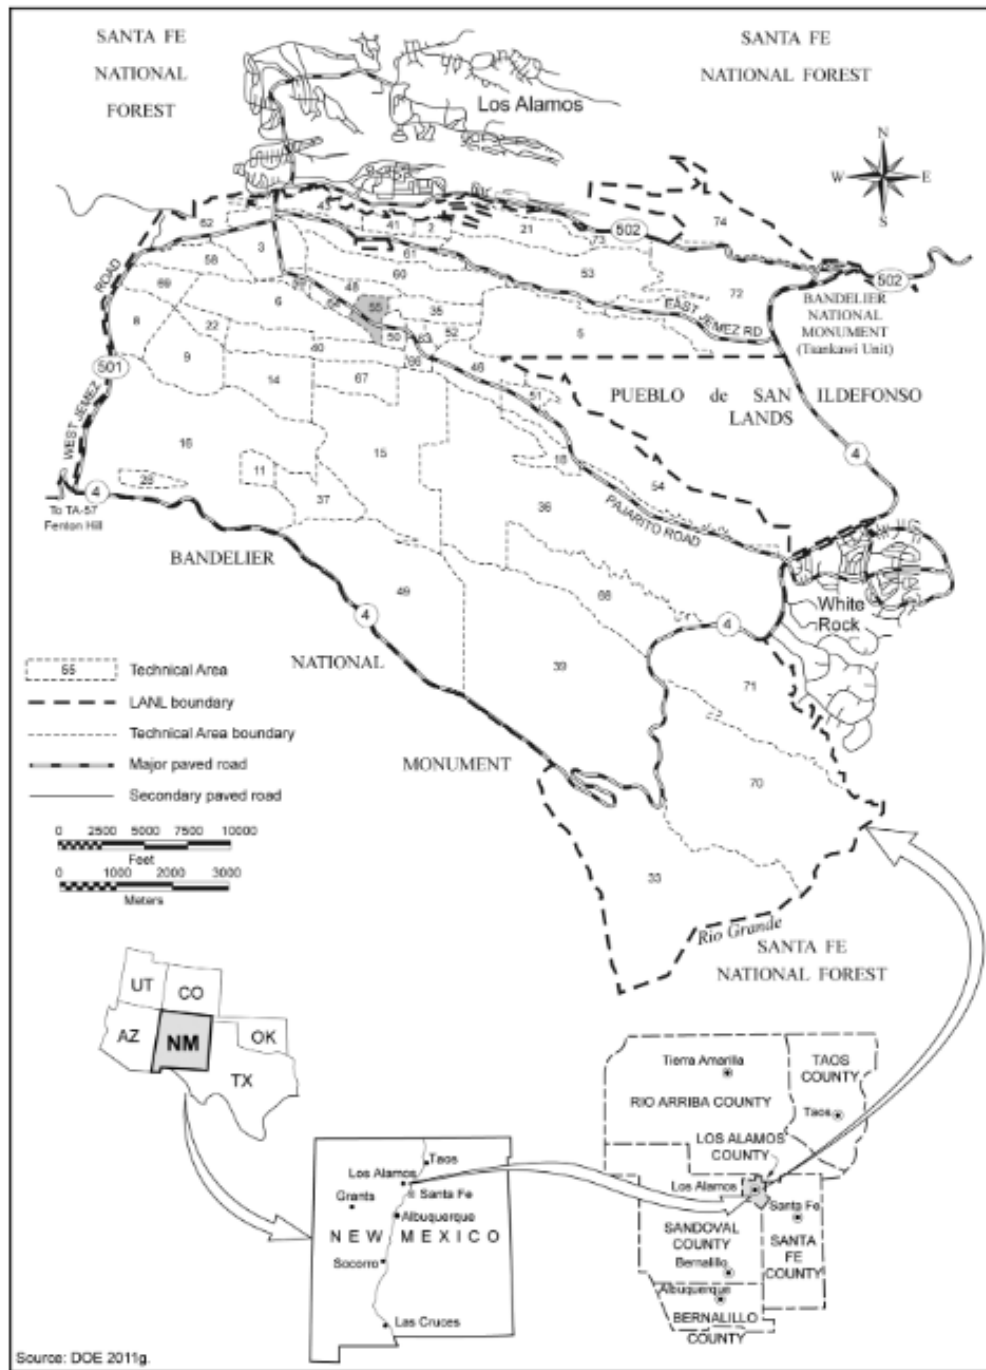 SANTA FE
NATIONAL
FOREST
SANTA FE
NATIONAL FOREST
Los Alamos
N
W E
S
74
502
62
43
41
2
21
73
502
3
58
61
60
53
72
BANDELIER
NATIONAL
MONUMENT
(Tsankawi Unit)
ROAD
69
6
48
55
35
EAST JEMEZ RD
8
22
50
63
52
5
40
66
9
46
501
14
67
51
PUEBLO de SAN ILDEFONSO
LANDS
WEST JEMEZ
16
15
18
4
11
54
4
37
36
PAJARITO ROAD
To TA-57
Fenton Hill
BANDELIER
49
68
White
Rock
4
4
NATIONAL
39
71
55 Technical Area
LANL boundary
Technical Area boundary
Major paved road
Secondary paved road
MONUMENT
70
0 2500 5000 7500 10000
Feet
0 1000 2000 3000
Meters
33
Rio Grande
SANTA FE
NATIONAL FOREST
UT
CO
AZ
NM
OK
TX
Tierra Amarilla
TAOS
COUNTY
RIO ARRIBA COUNTY
Taos
LOS ALAMOS
COUNTY
Taos
Los Alamos
Grants
Santa Fe
Albuquerque
NEW MEXICO
Socorro
Las Cruces
Los Alamos
Santa Fe
SANDOVAL
COUNTY
SANTA
FE
COUNTY
Bernalillo
Albuquerque
BERNALILLO
COUNTY
Source: DOE 2011g.